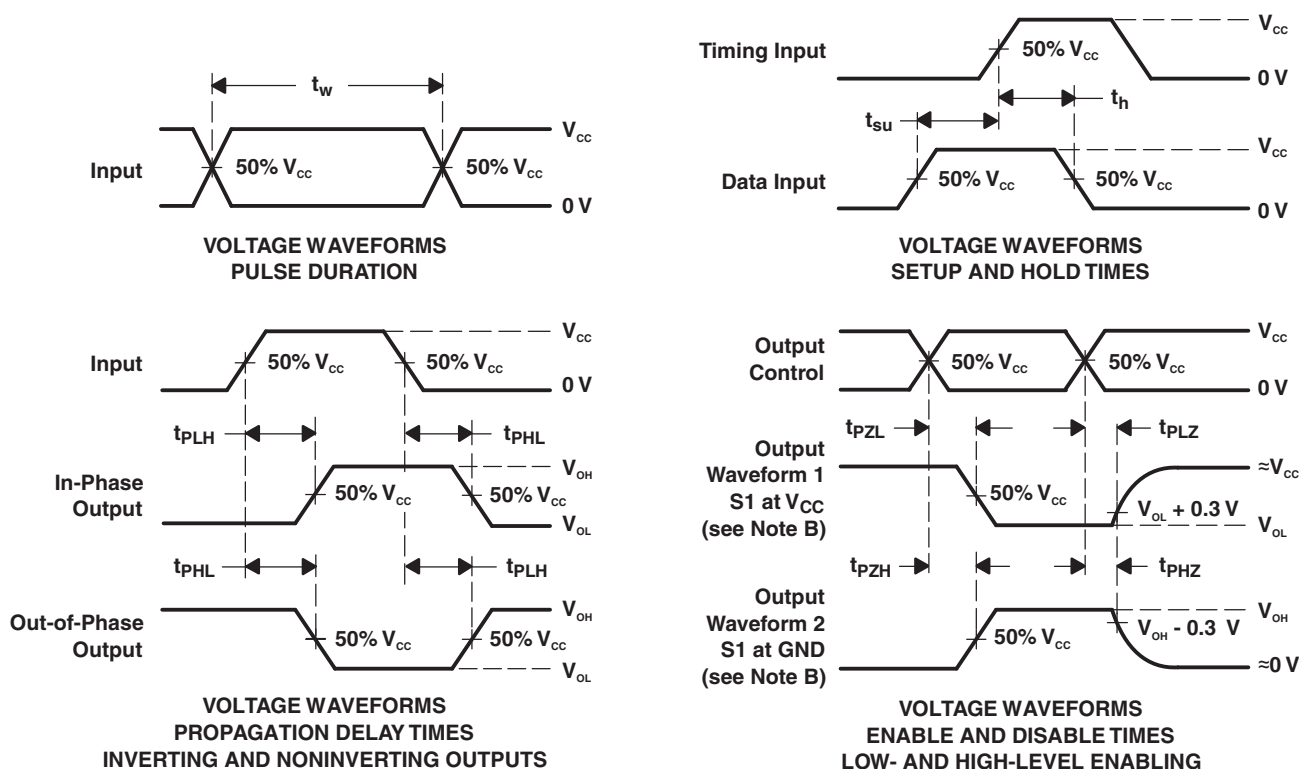 t_w
V_CC
Input
50% V_CC
50% V_CC
0 V
VOLTAGE WAVEFORMS
PULSE DURATION
V_CC
Timing Input
50% V_CC
0 V
t_h
t_su
V_CC
Data Input
50% V_CC
50% V_CC
0 V
VOLTAGE WAVEFORMS
SETUP AND HOLD TIMES
V_CC
Input
50% V_CC
50% V_CC
0 V
t_PLH
t_PHL
V_OH
In-Phase
Output
50% V_CC
50% V_CC
V_OL
t_PHL
t_PLH
V_OH
Out-of-Phase
Output
50% V_CC
50% V_CC
V_OL
VOLTAGE WAVEFORMS
PROPAGATION DELAY TIMES
INVERTING AND NONINVERTING OUTPUTS
V_CC
Output
Control
50% V_CC
50% V_CC
0 V
t_PZL
t_PLZ
Output
Waveform 1
S1 at V_CC
(see Note B)
50% V_CC
≈V_CC
V_OL + 0.3 V
V_OL
t_PZH
t_PHZ
Output
Waveform 2
S1 at GND
(see Note B)
50% V_CC
V_OH
V_OH - 0.3 V
≈0 V
VOLTAGE WAVEFORMS
ENABLE AND DISABLE TIMES
LOW- AND HIGH-LEVEL ENABLING